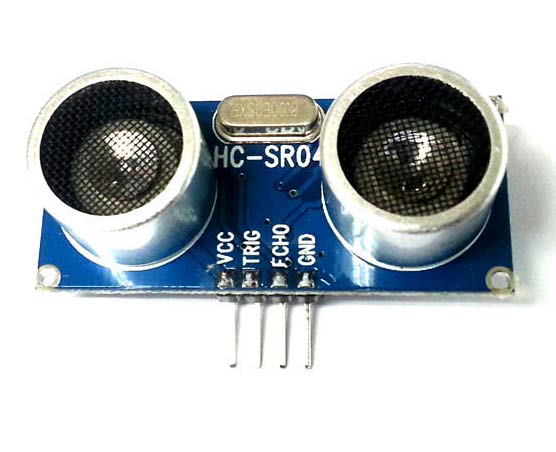 HC-SR04
VCC
TRIG
ECHO
GND